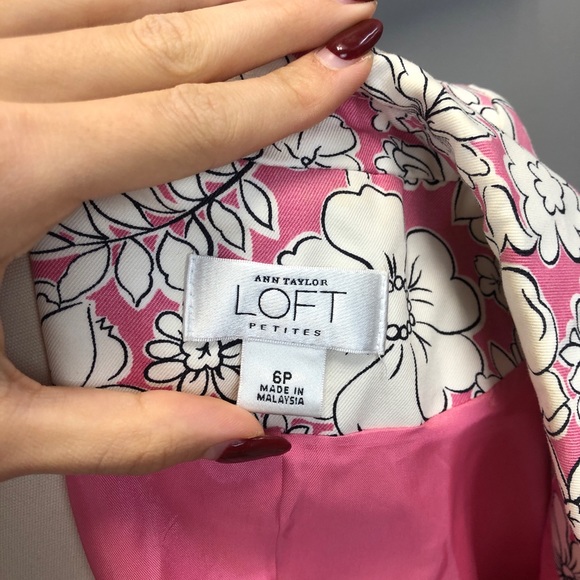 ANN TAYLOR
LOFT
PETITES
6P
MADE IN
MALAYSIA